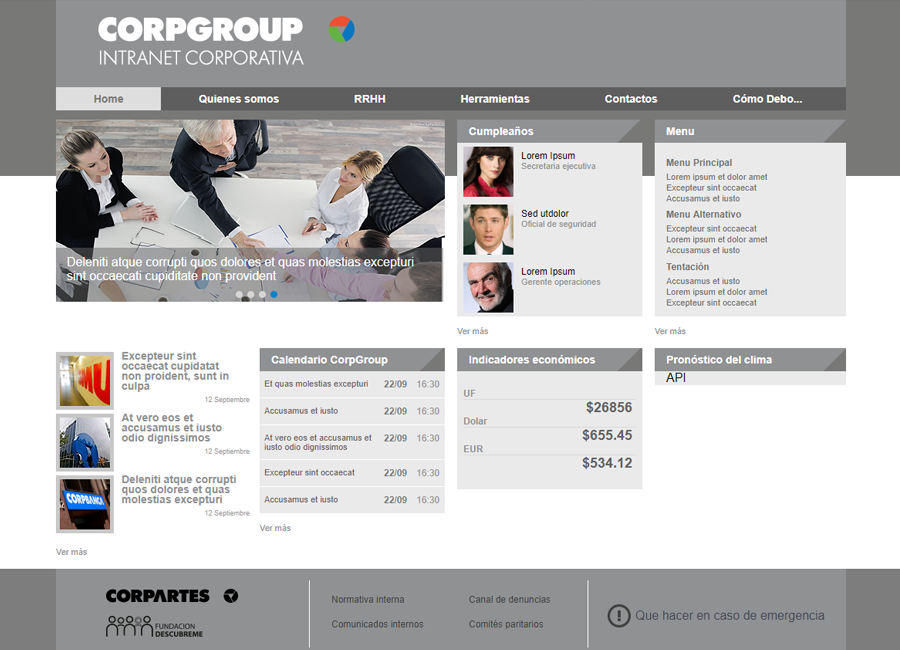 CORPGROUP
INTRANET CORPORATIVA
Home
Quienes somos
RRHH
Herramientas
Contactos
Cómo Debo...
Deleniti atque corrupti quos dolores et quas molestias excepturi
sint occaecati cupiditate non provident
Cumpleaños
Lorem Ipsum
Secretaria ejecutiva
Sed utdolor
Oficial de seguridad
Lorem Ipsum
Gerente operaciones
Ver más
Menu
Menu Principal
Lorem ipsum et dolor amet
Excepteur sint occaecat
Accusamus et iusto
Menu Alternativo
Excepteur sint occaecat
Lorem ipsum et dolor amet
Accusamus et iusto
Tentación
Accusamus et iusto
Lorem ipsum et dolor amet
Excepteur sint occaecat
Ver más
Excepteur sint
occaecat cupidatat
non proident, sunt in
culpa
12 Septiembre
At vero eos et
accusamus et iusto
odio dignissimos
12 Septiembre
CORPBANCA
Deleniti atque corrupti
quos dolores et quas
molestias excepturi
12 Septiembre
Ver más
Calendario CorpGroup
Et quas molestias excepturi 22/09 16:30
Accusamus et iusto 22/09 16:30
At vero eos et accusamus et 22/09 16:30
iusto odio dignissimos
Excepteur sint occaecat 22/09 16:30
Accusamus et iusto 22/09 16:30
Ver más
Indicadores económicos
UF
$26856
Dolar
$655.45
EUR
$534.12
Pronóstico del clima
API
CORPARTES
FUNDACION
DESCUBREME
Normativa interna
Comunicados internos
Canal de denuncias
Comités paritarios
Que hacer en caso de emergencia